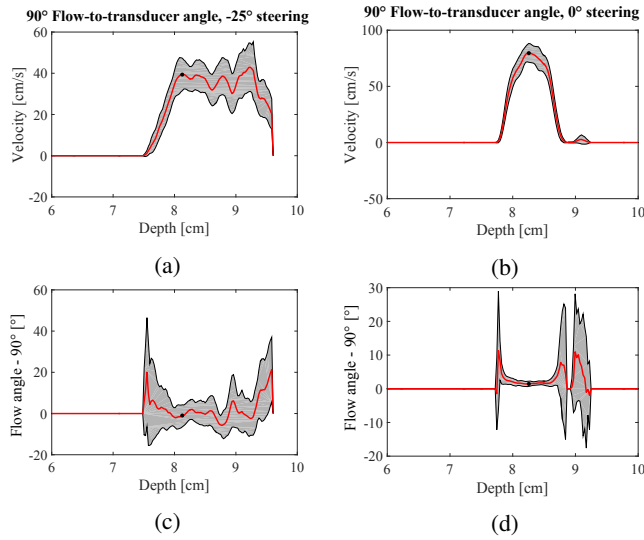 90° Flow-to-transducer angle, -25° steering
Velocity [cm/s]
60
40
20
0
-20
6 7 8 9 10
Depth [cm]
(a)
90° Flow-to-transducer angle, 0° steering
Velocity [cm/s]
100
50
0
-50
6 7 8 9 10
Depth [cm]
(b)
Flow angle - 90° [°]
60
40
20
0
-20
6 7 8 9 10
Depth [cm]
(c)
Flow angle - 90° [°]
30
20
10
0
-10
20
6 7 8 9 10
Depth [cm]
(d)